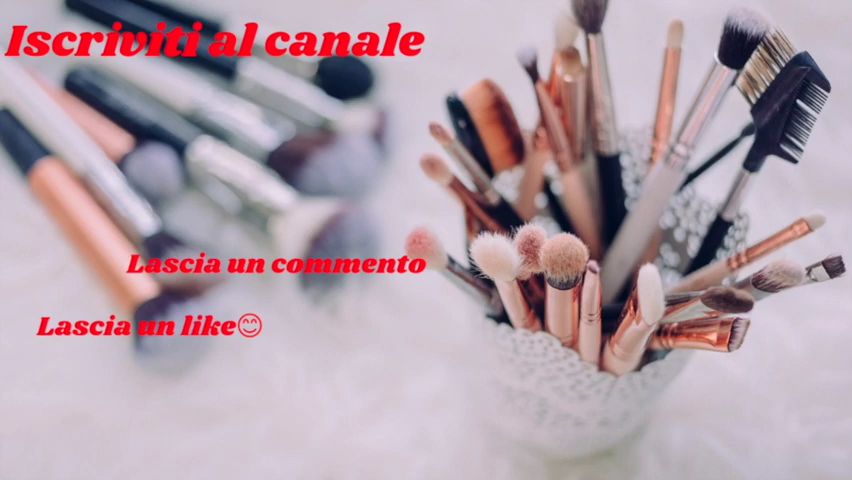 Iscriviti al canale
Lascia un commento
Lascia un like😊